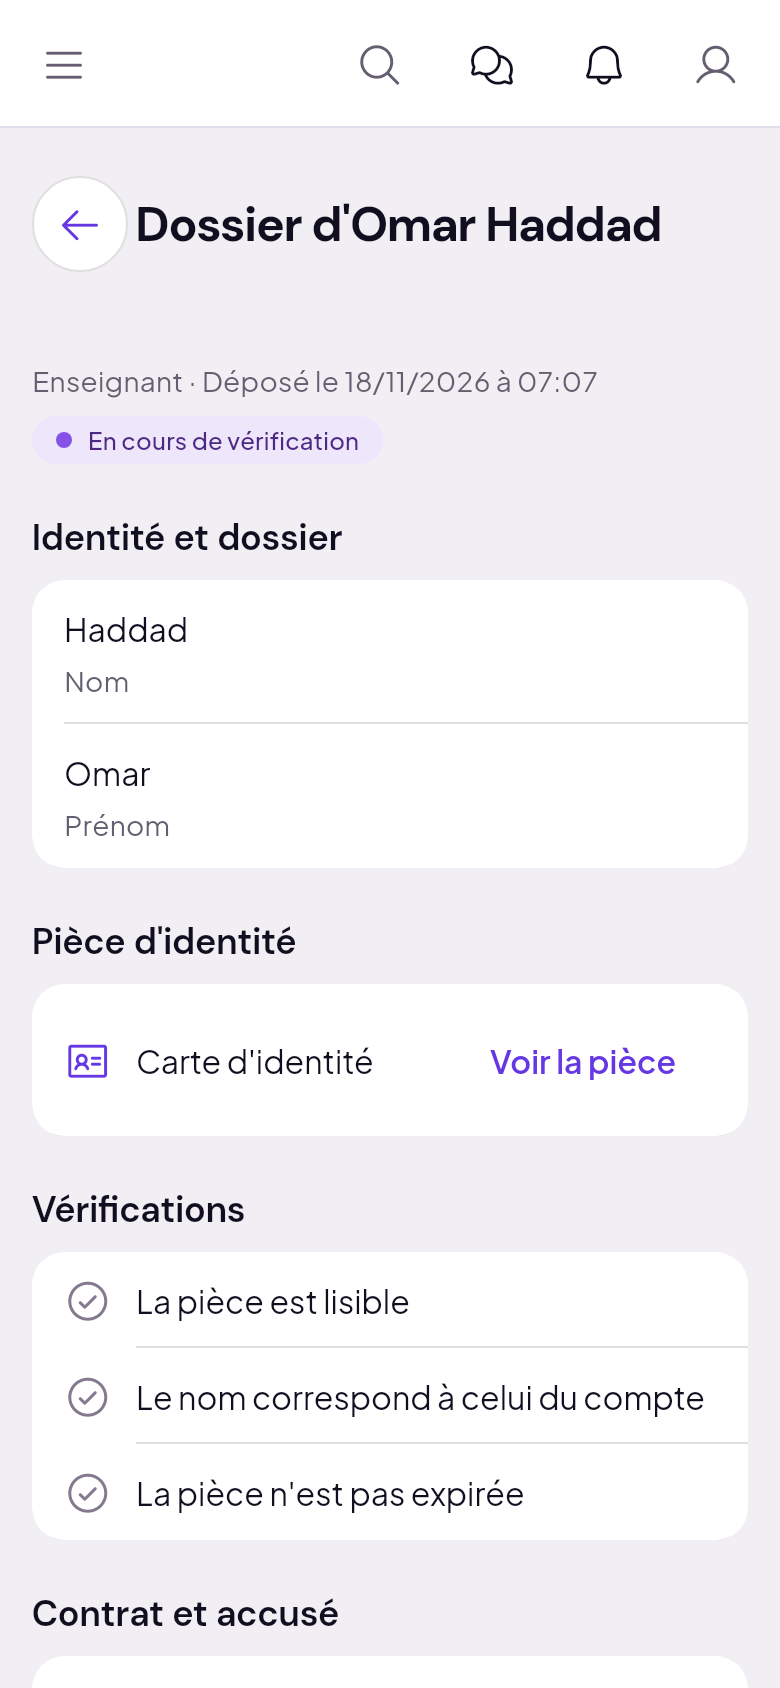 Dossier d'Omar Haddad
Enseignant · Déposé le 18/11/2026 à 07:07
En cours de vérification
Identité et dossier
Haddad
Nom
Omar
Prénom
Pièce d'identité
Carte d'identité Voir la pièce
Vérifications
La pièce est lisible
Le nom correspond à celui du compte
La pièce n'est pas expirée
Contrat et accusé